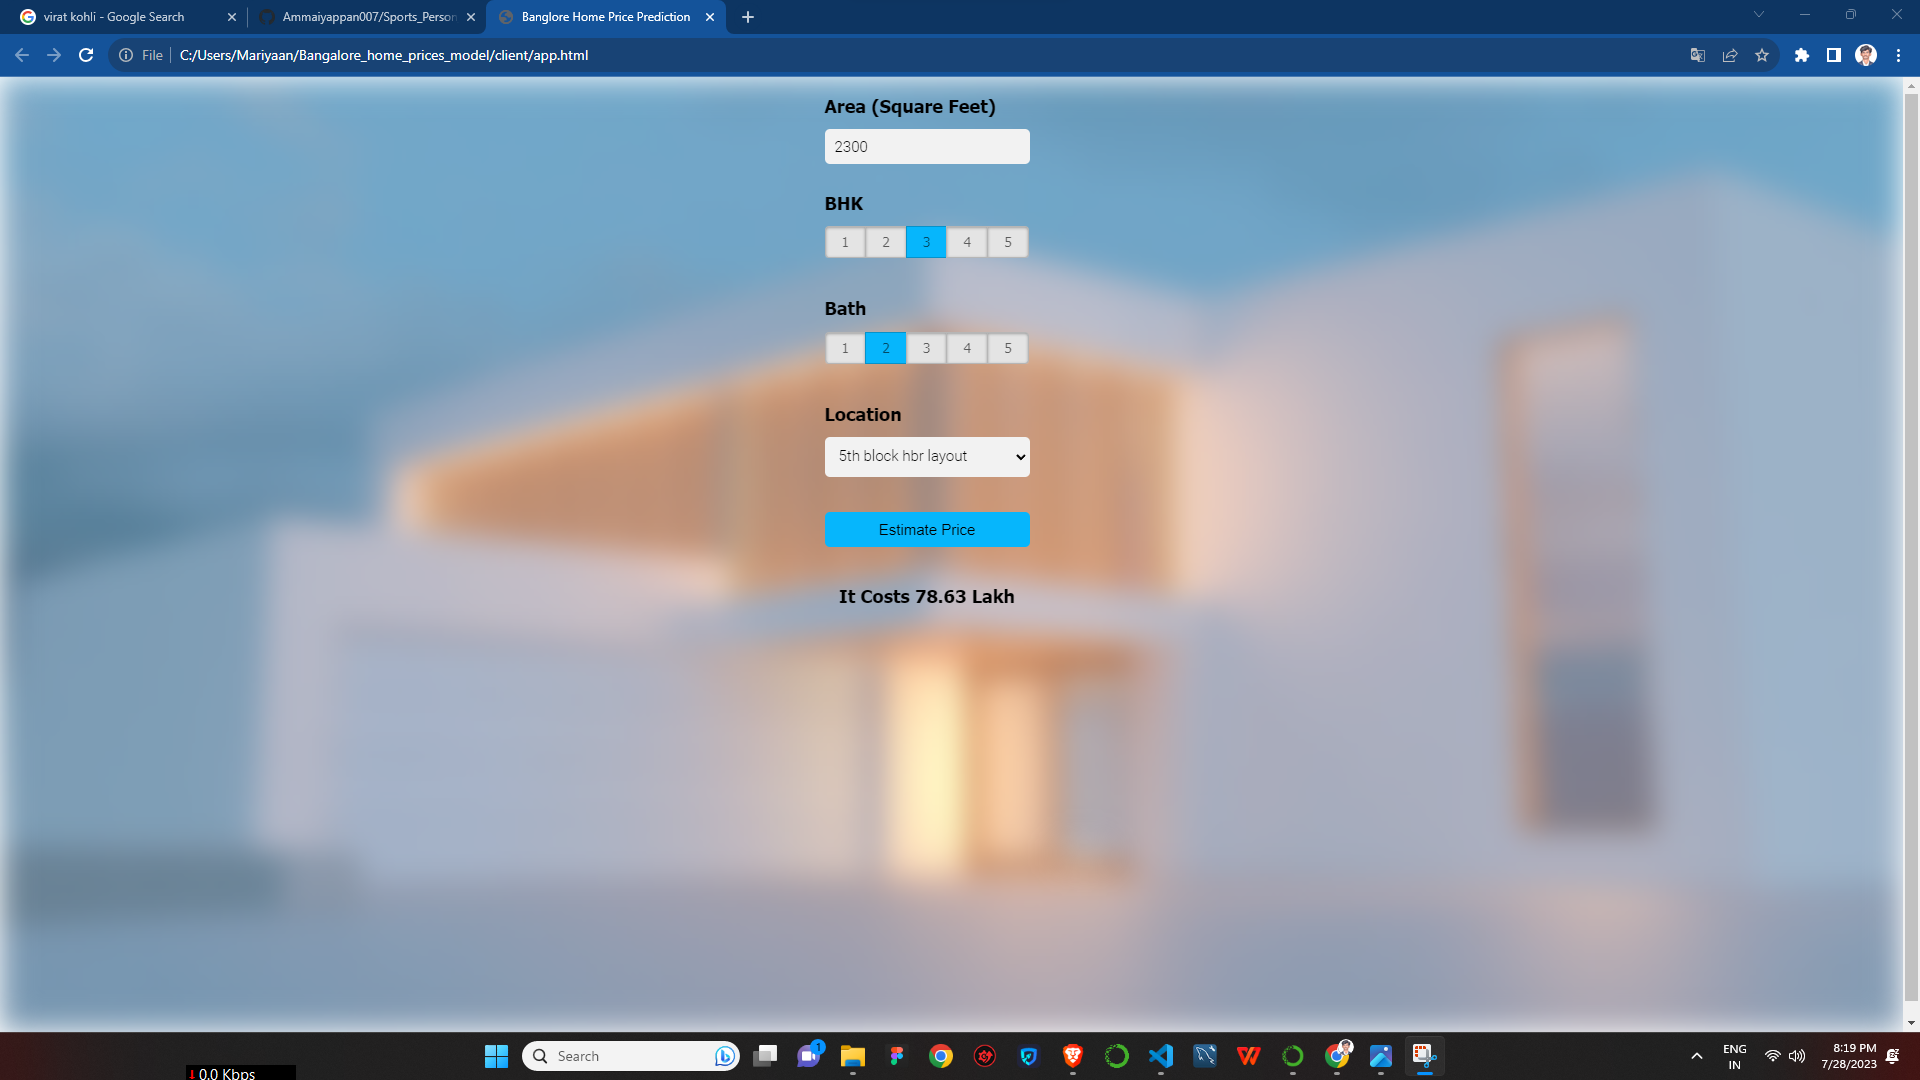 virat kohli - Google Search
Ammaiyappan007/Sports_Person
Banglore Home Price Prediction
File
C:/Users/Mariyaan/Bangalore_home_prices_model/client/app.html
Area (Square Feet)
2300
BHK
1 2 3 4 5
Bath
1 2 3 4 5
Location
5th block hbr layout
Estimate Price
It Costs 78.63 Lakh
0.0 Kbps
Search
1
ENG
IN
8:19 PM
7/28/2023